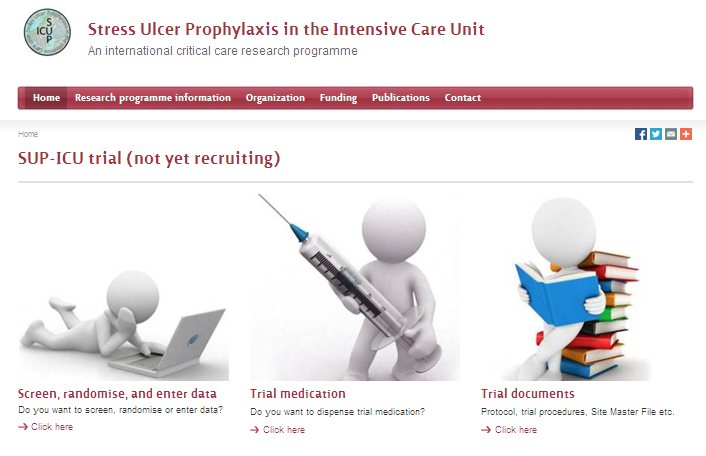 S
ICU
P
Stress Ulcer Prophylaxis in the Intensive Care Unit
An international critical care research programme
Home Research programme information Organization Funding Publications Contact
Home
SUP-ICU trial (not yet recruiting)
Screen, randomise, and enter data
Do you want to screen, randomise or enter data?
Click here
Trial medication
Do you want to dispense trial medication?
Click here
Trial documents
Protocol, trial procedures, Site Master File etc.
Click here